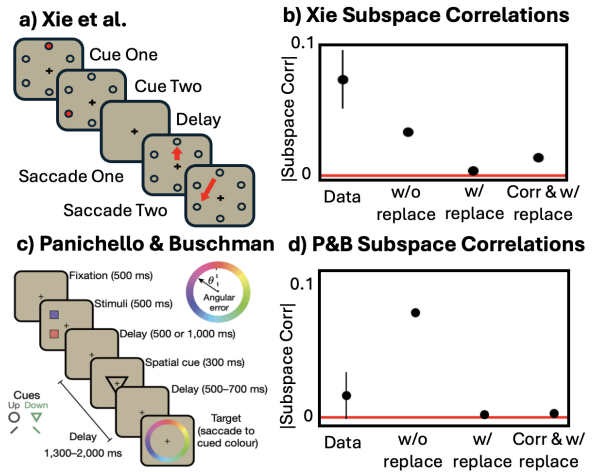 a) Xie et al.
Cue One
Cue Two
Delay
Saccade One
Saccade Two
b) Xie Subspace Correlations
0.1
|Subspace Corr|
0
Data
w/o
replace
w/
replace
Corr & w/
replace
c) Panichello & Buschman
Fixation (500 ms)
Stimuli (500 ms)
θ
Angular
error
Delay (500 or 1,000 ms)
Spatial cue (300 ms)
Delay (500–700 ms)
Cues
Up Down
Target
(saccade to
cued colour)
Delay
1,300–2,000 ms)
d) P&B Subspace Correlations
0.1
|Subspace Corr|
0
Data
w/o
replace
w/
replace
Corr & w/
replace